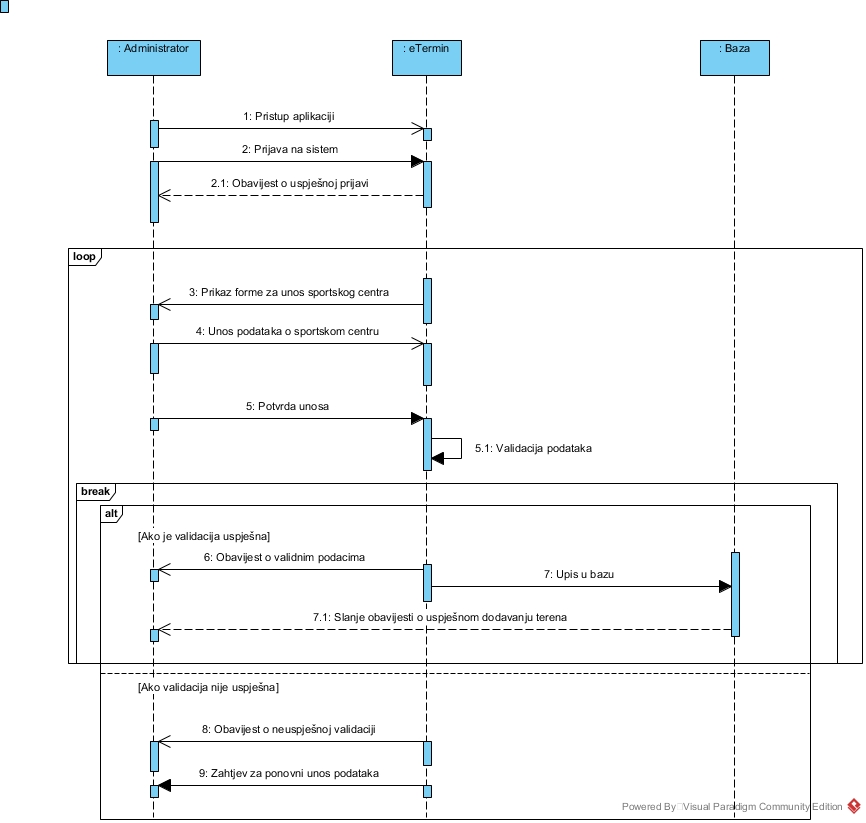 : Administrator
: eTermin
: Baza
1: Pristup aplikaciji
2: Prijava na sistem
2.1: Obavijest o uspješnoj prijavi
loop
3: Prikaz forme za unos sportskog centra
4: Unos podataka o sportskom centru
5: Potvrda unosa
5.1: Validacija podataka
break
alt
[Ako je validacija uspješna]
6: Obavijest o validnim podacima
7: Upis u bazu
7.1: Slanje obavijesti o uspješnom dodavanju terena
[Ako validacija nije uspješna]
8: Obavijest o neuspješnoj validaciji
9: Zahtjev za ponovni unos podataka
Powered By Visual Paradigm Community Edition